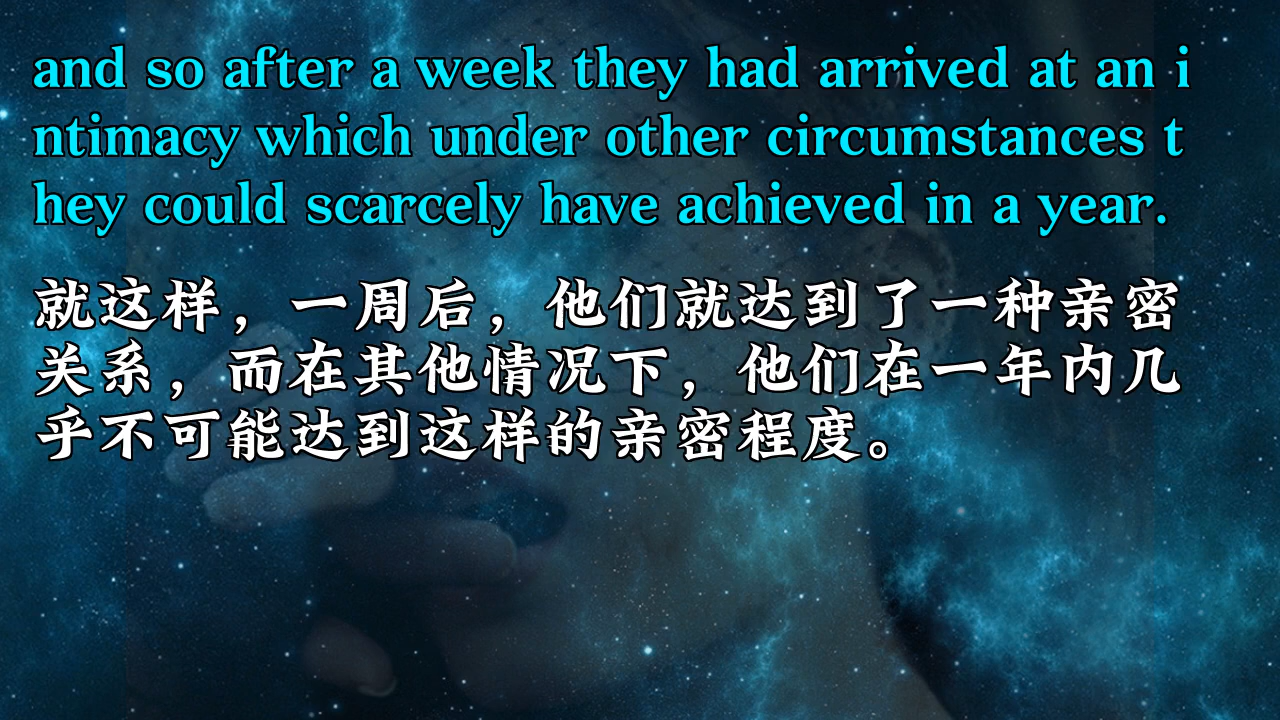 and so after a week they had arrived at an i
ntimacy which under other circumstances t
hey could scarcely have achieved in a year.
就这样，一周后，他们就达到了一种亲密
关系，而在其他情况下，他们在一年内几
乎不可能达到这样的亲密程度。